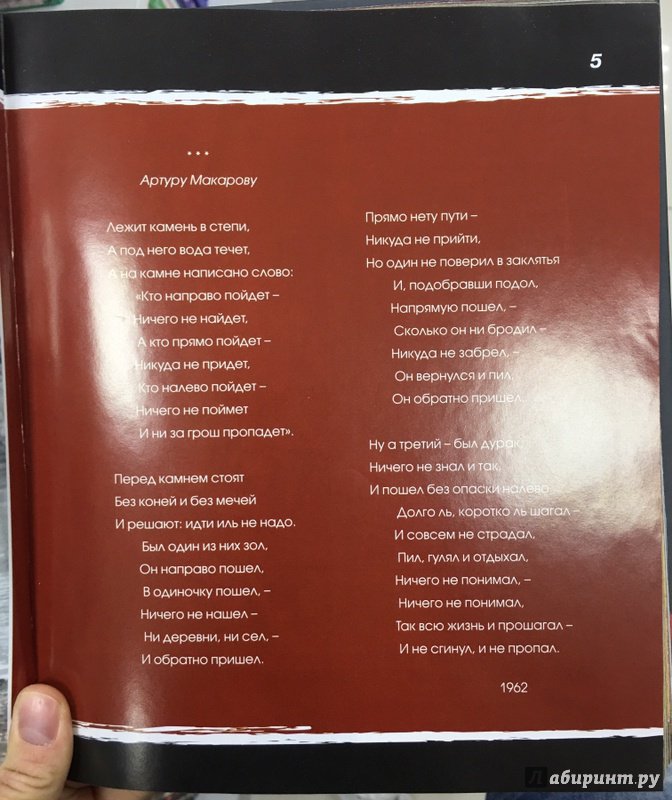 5
* * *
Артуру Макарову
Лежит камень в степи,
А под него вода течет,
А на камне написано слово:
«Кто направо пойдет –
Ничего не найдет,
А кто прямо пойдет –
Никуда не придет,
Кто налево пойдет –
Ничего не поймет
И ни за грош пропадет».
Перед камнем стоят
Без коней и без мечей
И решают: идти иль не надо.
Был один из них зол,
Он направо пошел,
В одиночку пошел, –
Ничего не нашел –
Ни деревни, ни сел, –
И обратно пришел.
Прямо нету пути –
Никуда не прийти,
Но один не поверил в заклятья
И, подобравши подол,
Напрямую пошел, –
Сколько он ни бродил –
Никуда не забрел, –
Он вернулся и пил,
Он обратно пришел.
Ну а третий – был дурак,
Ничего не знал и так,
И пошел без опаски налево.
Долго ль, коротко ль шагал –
И совсем не страдал,
Пил, гулял и отдыхал,
Ничего не понимал, –
Ничего не понимал,
Так всю жизнь и прошагал –
И не сгинул, и не пропал.
1962
Лабиринт.ру